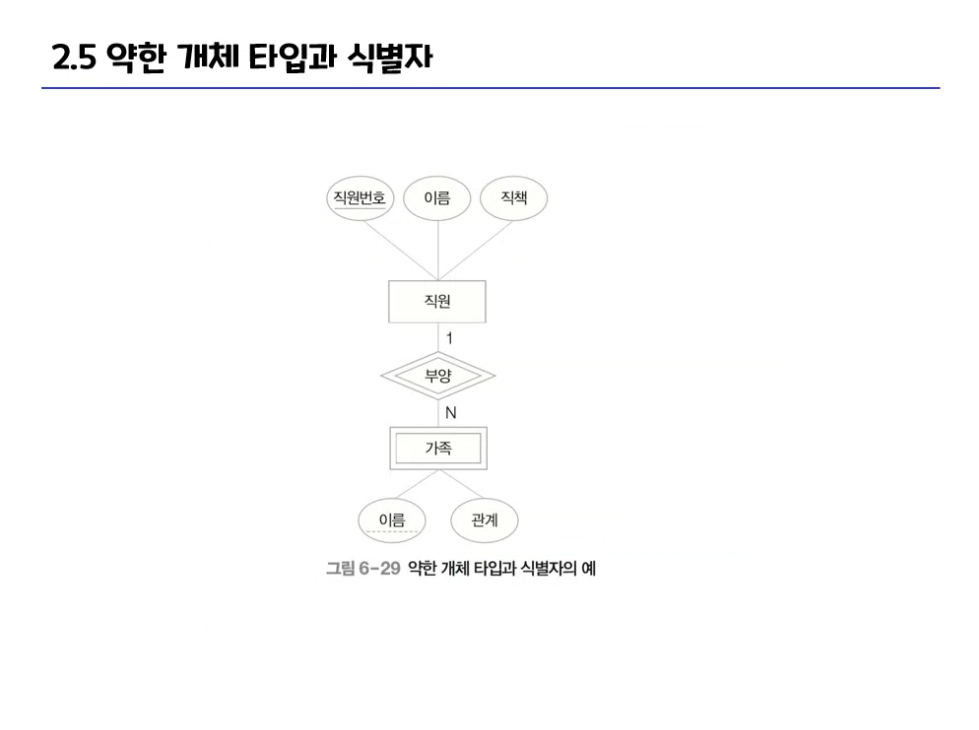 2.5 약한 개체 타입과 식별자
직원번호 이름 직책
직원
1
부양
N
가족
이름 관계
그림 6-29 약한 개체 타입과 식별자의 예